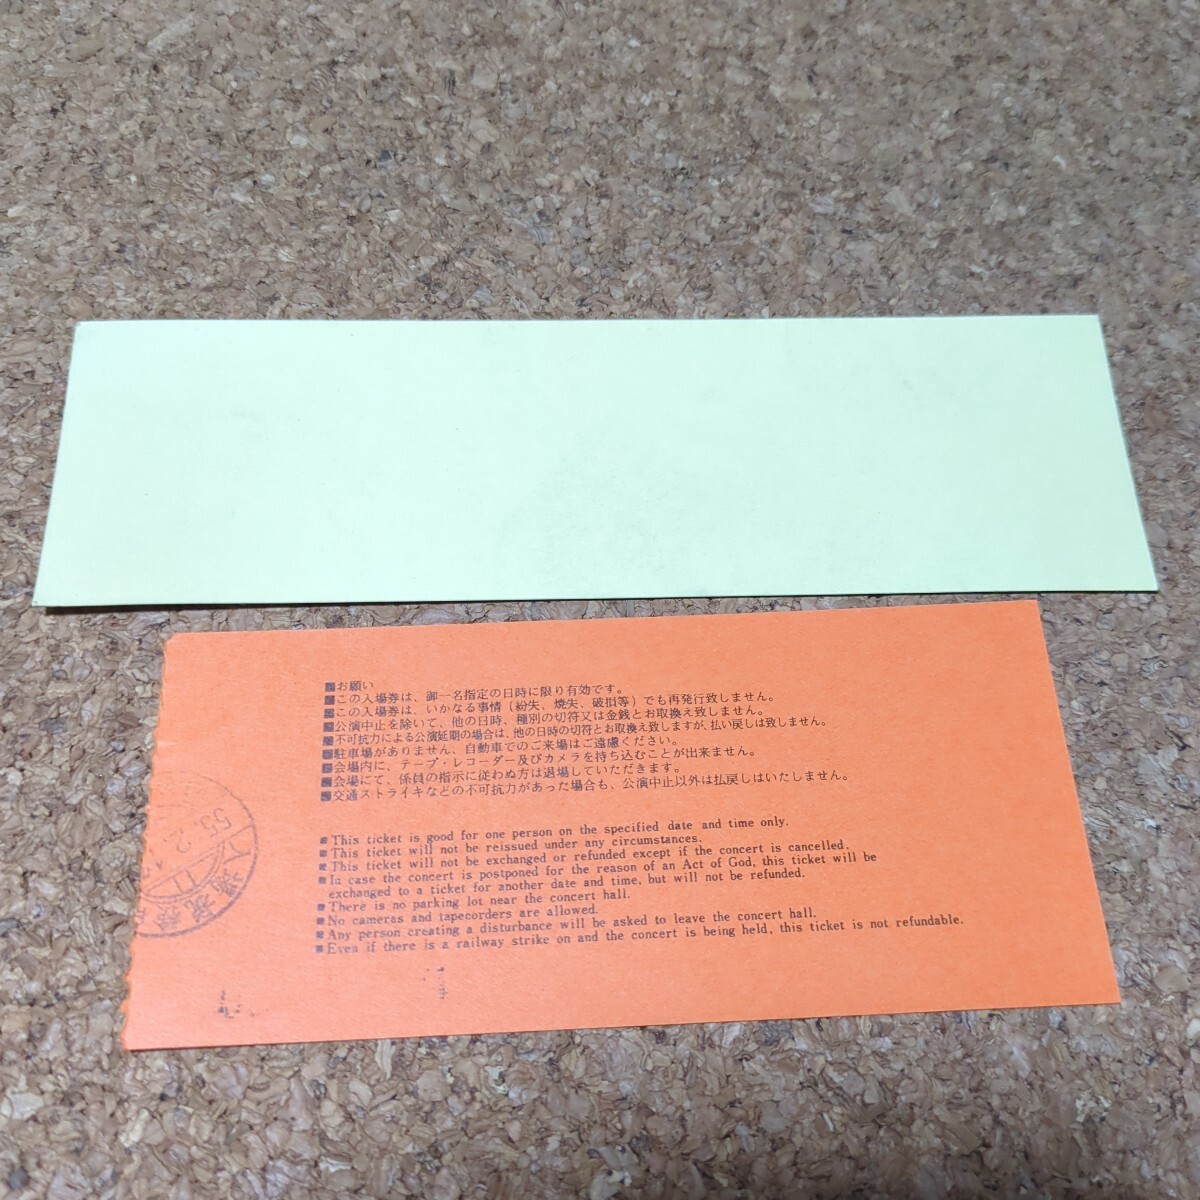 ■お願い
■この入場券は、御一名指定の日時に限り有効です。
■この入場券は、いかなる事情（紛失、焼失、破損等）でも再発行致しません。
■公演中止を除いて、他の日時、種別の切符又は金銭とお取換え致しません。
■不可抗力による公演延期の場合は、他の日時の切符とお取換え致しますが、払い戻しは致しません。
■駐車場がありません、自動車でのご来場はご遠慮ください。
■会場内に、テープ・レコーダー及びカメラを持ち込むことが出来ません。
■会場にて、係員の指示に従わぬ方は退場していただきます。
■交通ストライキなどの不可抗力があった場合も、公演中止以外は払戻しはいたしません。
■This ticket is good for one person on the specified date and time only.
■This ticket will not be reissued under any circumstances.
■This ticket will not be exchanged or refunded except if the concert is cancelled.
■In case the concert is postponed for the reason of an Act of God, this ticket will be
exchanged to a ticket for another date and time, but will not be refunded.
■There is no parking lot near the concert hall.
■No cameras and tapecorders are allowed.
■Any person creating a disturbance will be asked to leave the concert hall.
■Even if there is a railway strike on and the concert is being held, this ticket is not refundable.
55.2
入場税